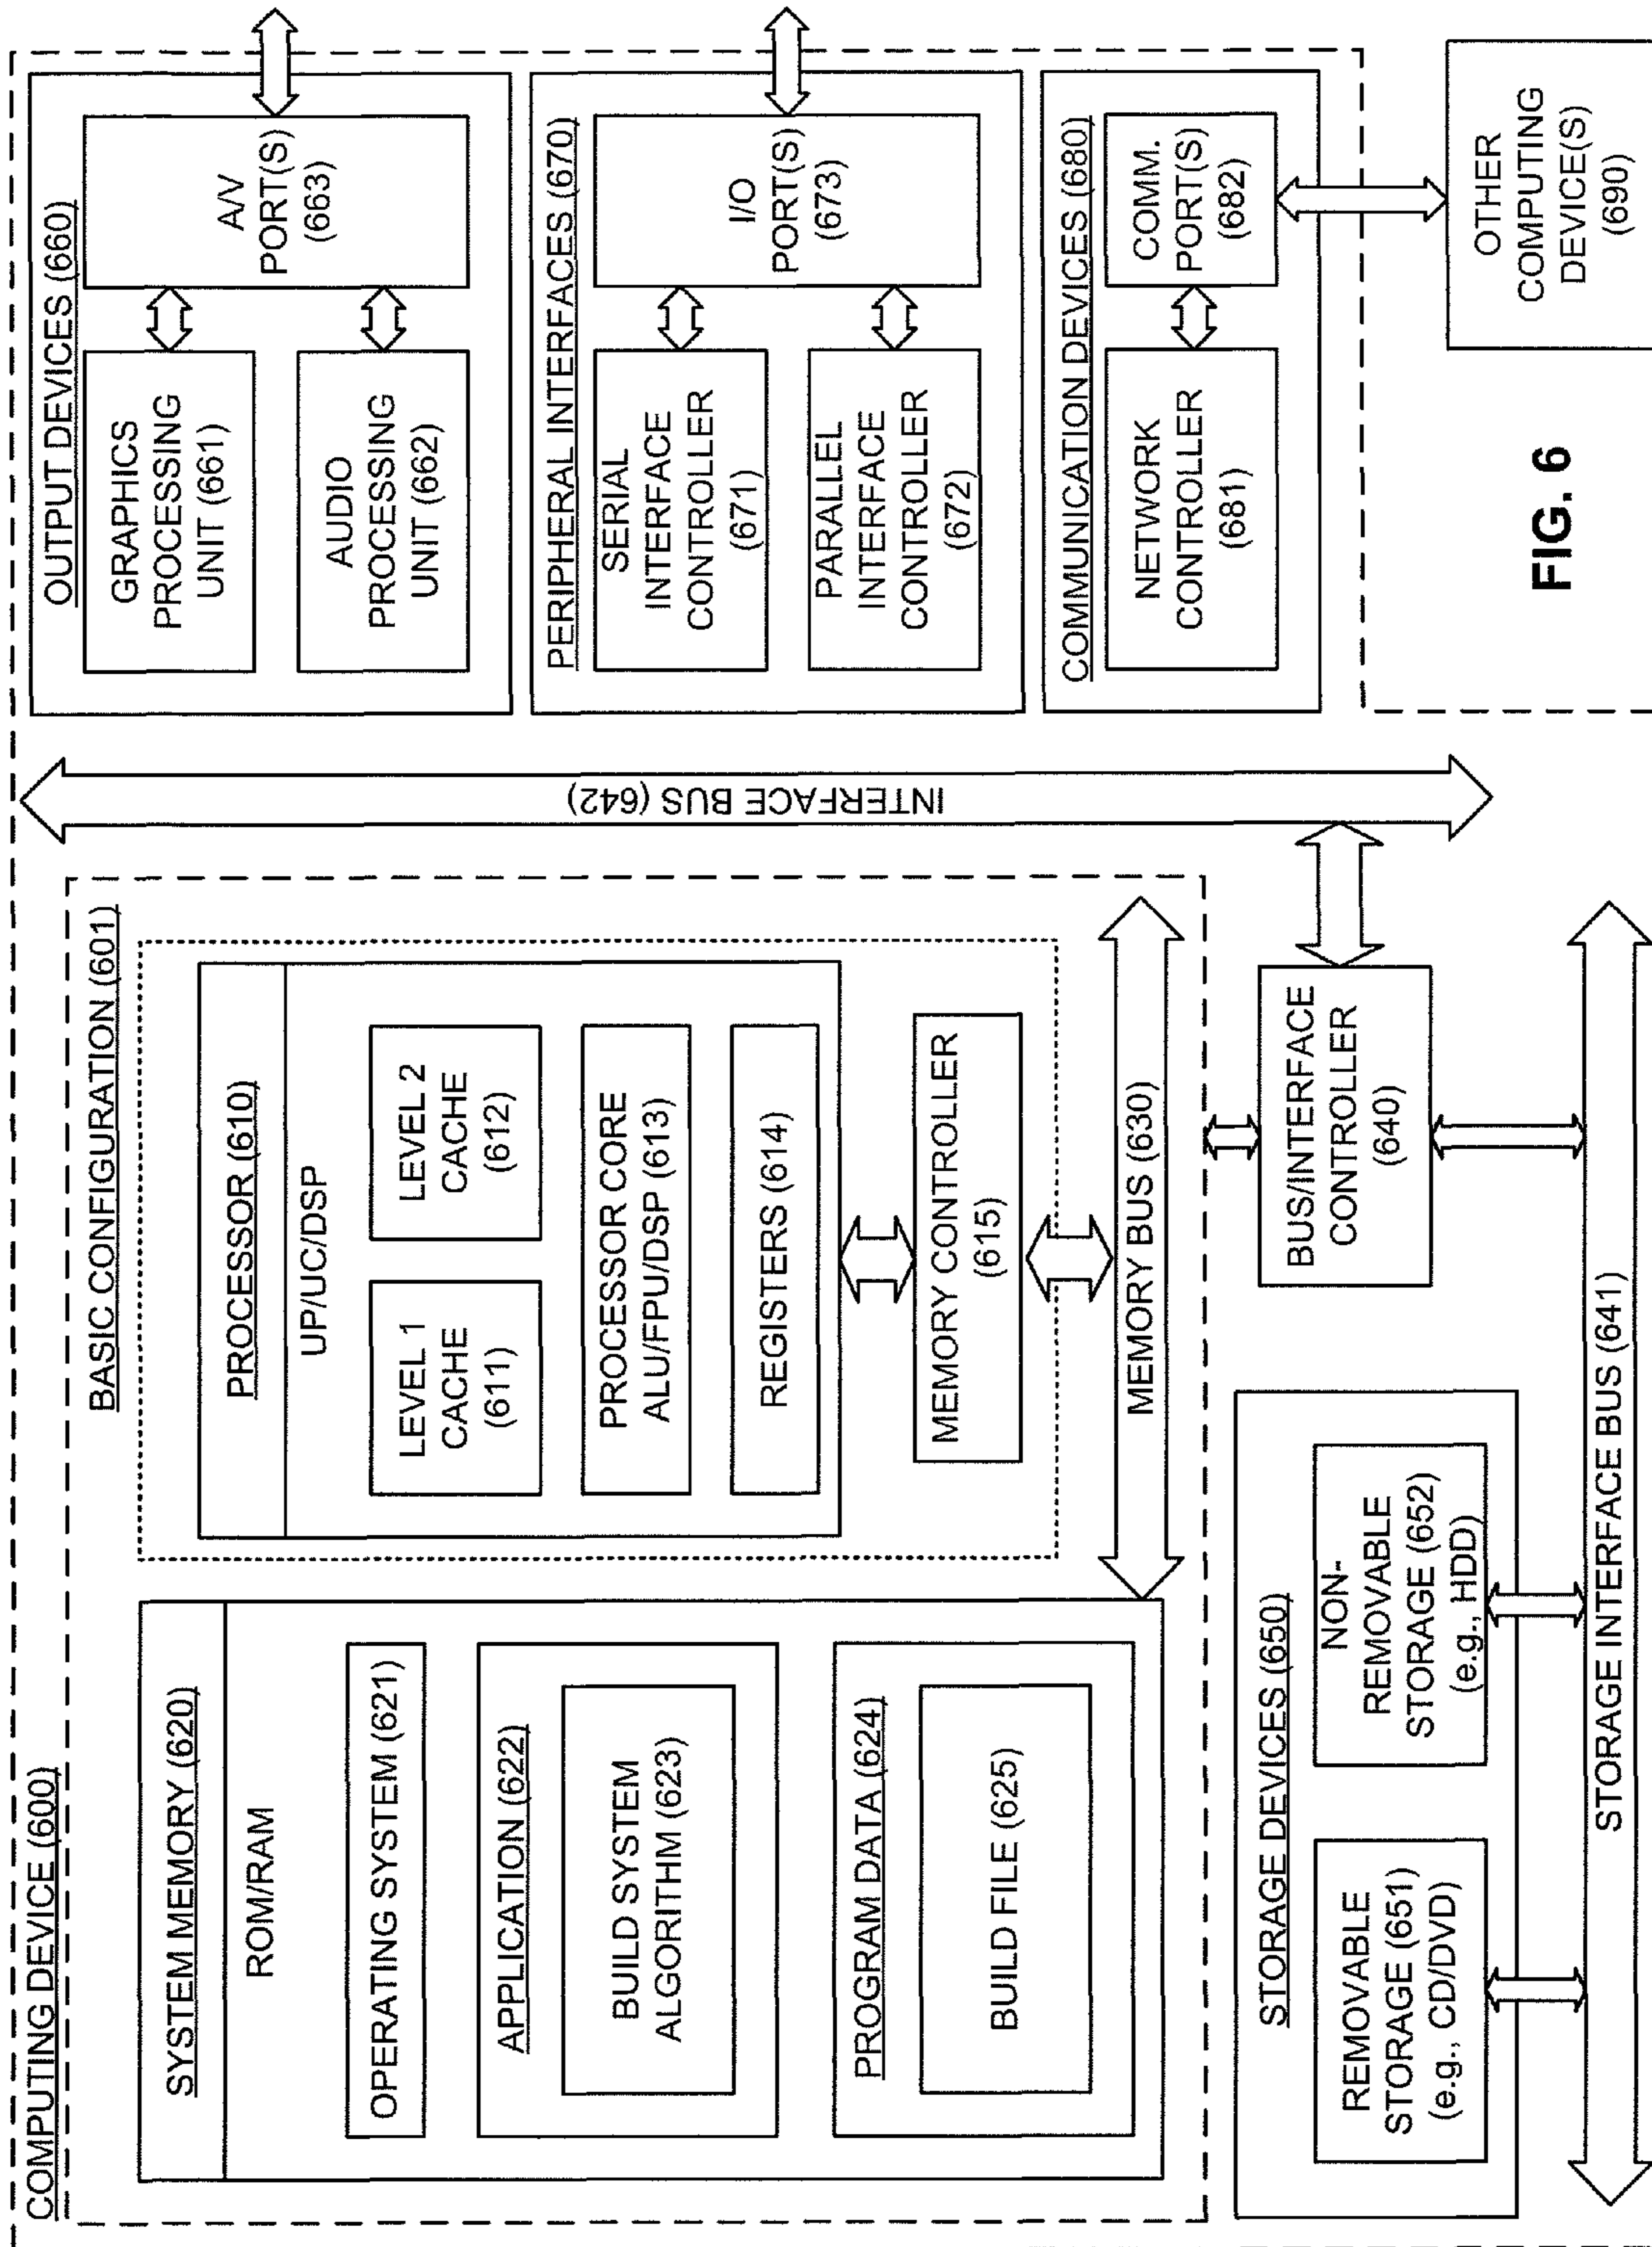 COMPUTING DEVICE (600)
BASIC CONFIGURATION (601)
SYSTEM MEMORY (620)
ROM/RAM
OPERATING SYSTEM (621)
APPLICATION (622)
BUILD SYSTEM
ALGORITHM (623)
PROGRAM DATA (624)
BUILD FILE (625)
PROCESSOR (610)
UP/UC/DSP
LEVEL 1
CACHE
(611)
LEVEL 2
CACHE
(612)
PROCESSOR CORE
ALU/FPU/DSP (613)
REGISTERS (614)
MEMORY CONTROLLER
(615)
MEMORY BUS (630)
BUS/INTERFACE
CONTROLLER
(640)
STORAGE DEVICES (650)
REMOVABLE
STORAGE (651)
(e.g., CD/DVD)
NON-
REMOVABLE
STORAGE (652)
(e.g., HDD)
STORAGE INTERFACE BUS (641)
INTERFACE BUS (642)
OUTPUT DEVICES (660)
GRAPHICS
PROCESSING
UNIT (661)
AUDIO
PROCESSING
UNIT (662)
A/V
PORT(S)
(663)
PERIPHERAL INTERFACES (670)
SERIAL
INTERFACE
CONTROLLER
(671)
PARALLEL
INTERFACE
CONTROLLER
(672)
I/O
PORT(S)
(673)
COMMUNICATION DEVICES (680)
NETWORK
CONTROLLER
(681)
COMM.
PORT(S)
(682)
OTHER
COMPUTING
DEVICE(S)
(690)
FIG. 6